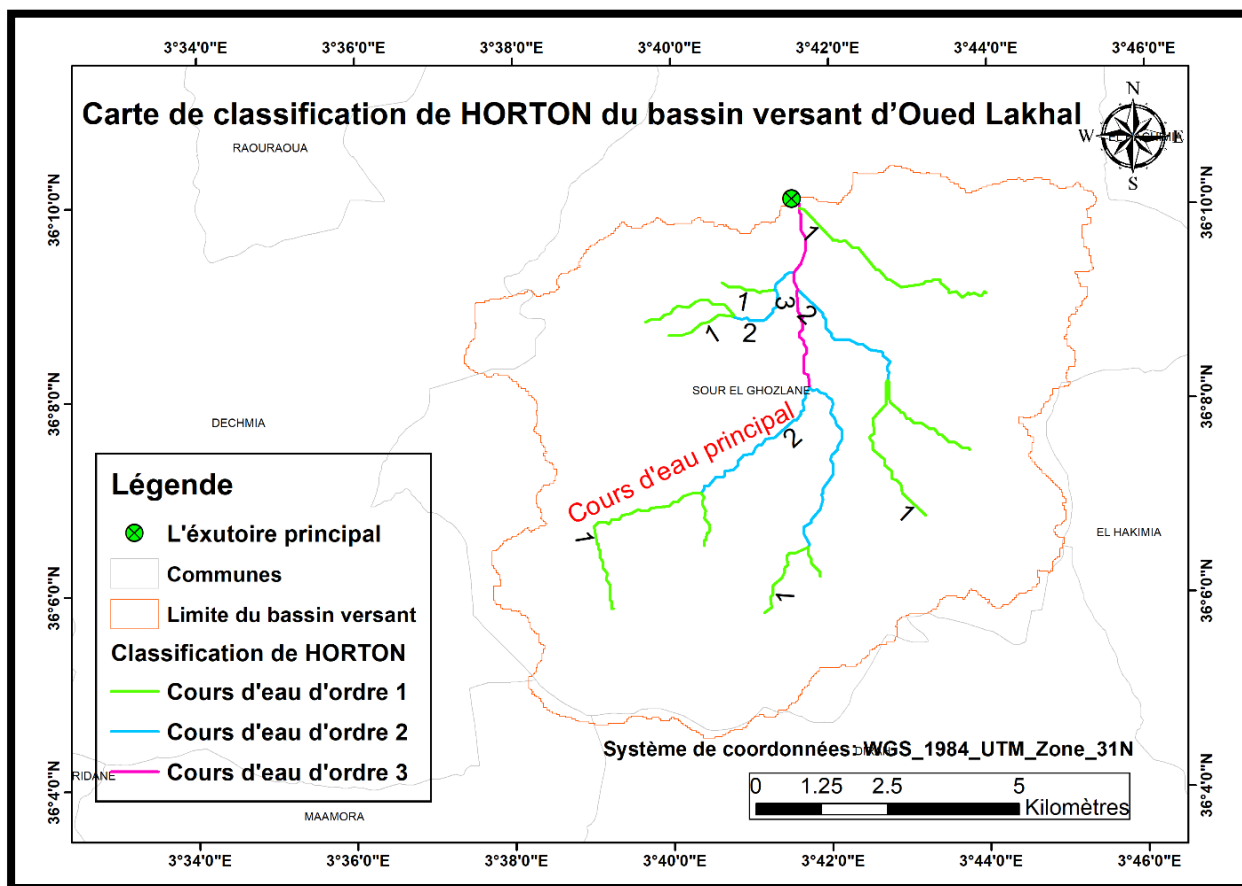 3°34'0"E 3°36'0"E 3°38'0"E 3°40'0"E 3°42'0"E 3°44'0"E 3°46'0"E
Carte de classification de HORTON du bassin versant d'Oued Lakhal
N
W E
S
RAOURAOUA
36°10'0"N 36°10'0"N
1
1
3
2
1
2
36°8'0"N 36°8'0"N
SOUR EL GHOZLANE
DECHMIA
Cours d'eau principal
2
1
1
1
EL HAKIMIA
36°6'0"N 36°6'0"N
Légende
L'éxutoire principal
Communes
Limite du bassin versant
Classification de HORTON
Cours d'eau d'ordre 1
Cours d'eau d'ordre 2
Cours d'eau d'ordre 3
Système de coordonnées: WGS_1984_UTM_Zone_31N
RIDANE
36°4'0"N 36°4'0"N
0 1.25 2.5 5
Kilomètres
MAAMORA
3°34'0"E 3°36'0"E 3°38'0"E 3°40'0"E 3°42'0"E 3°44'0"E 3°46'0"E